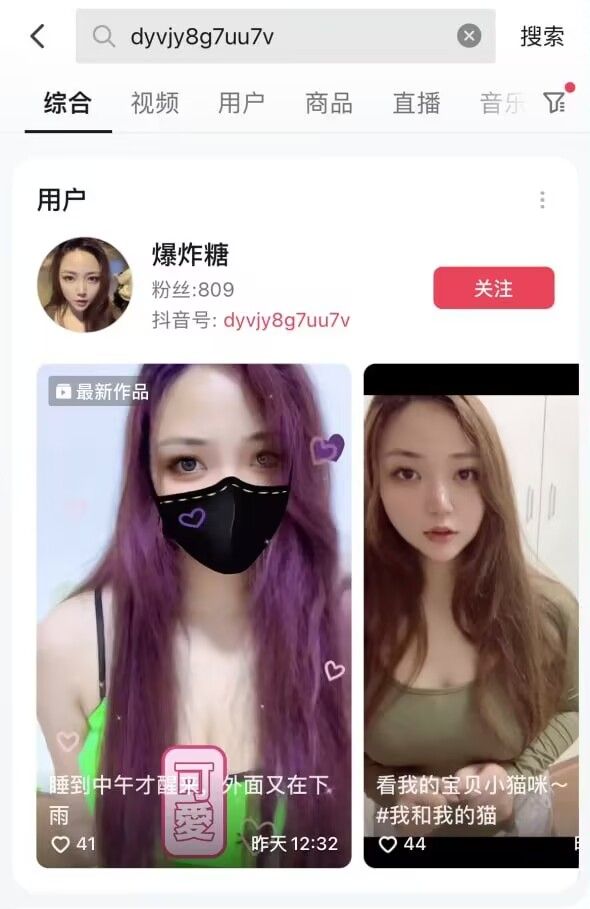 dyvjy8g7uu7v
搜索
综合
视频
用户
商品
直播
音乐
用户
爆炸糖
粉丝:809
关注
抖音号: dyvjy8g7uu7v
最新作品
睡到中午才醒来，外面又在下
雨
可愛
41
昨天 12:32
看我的宝贝小猫咪～
#我和我的猫
44